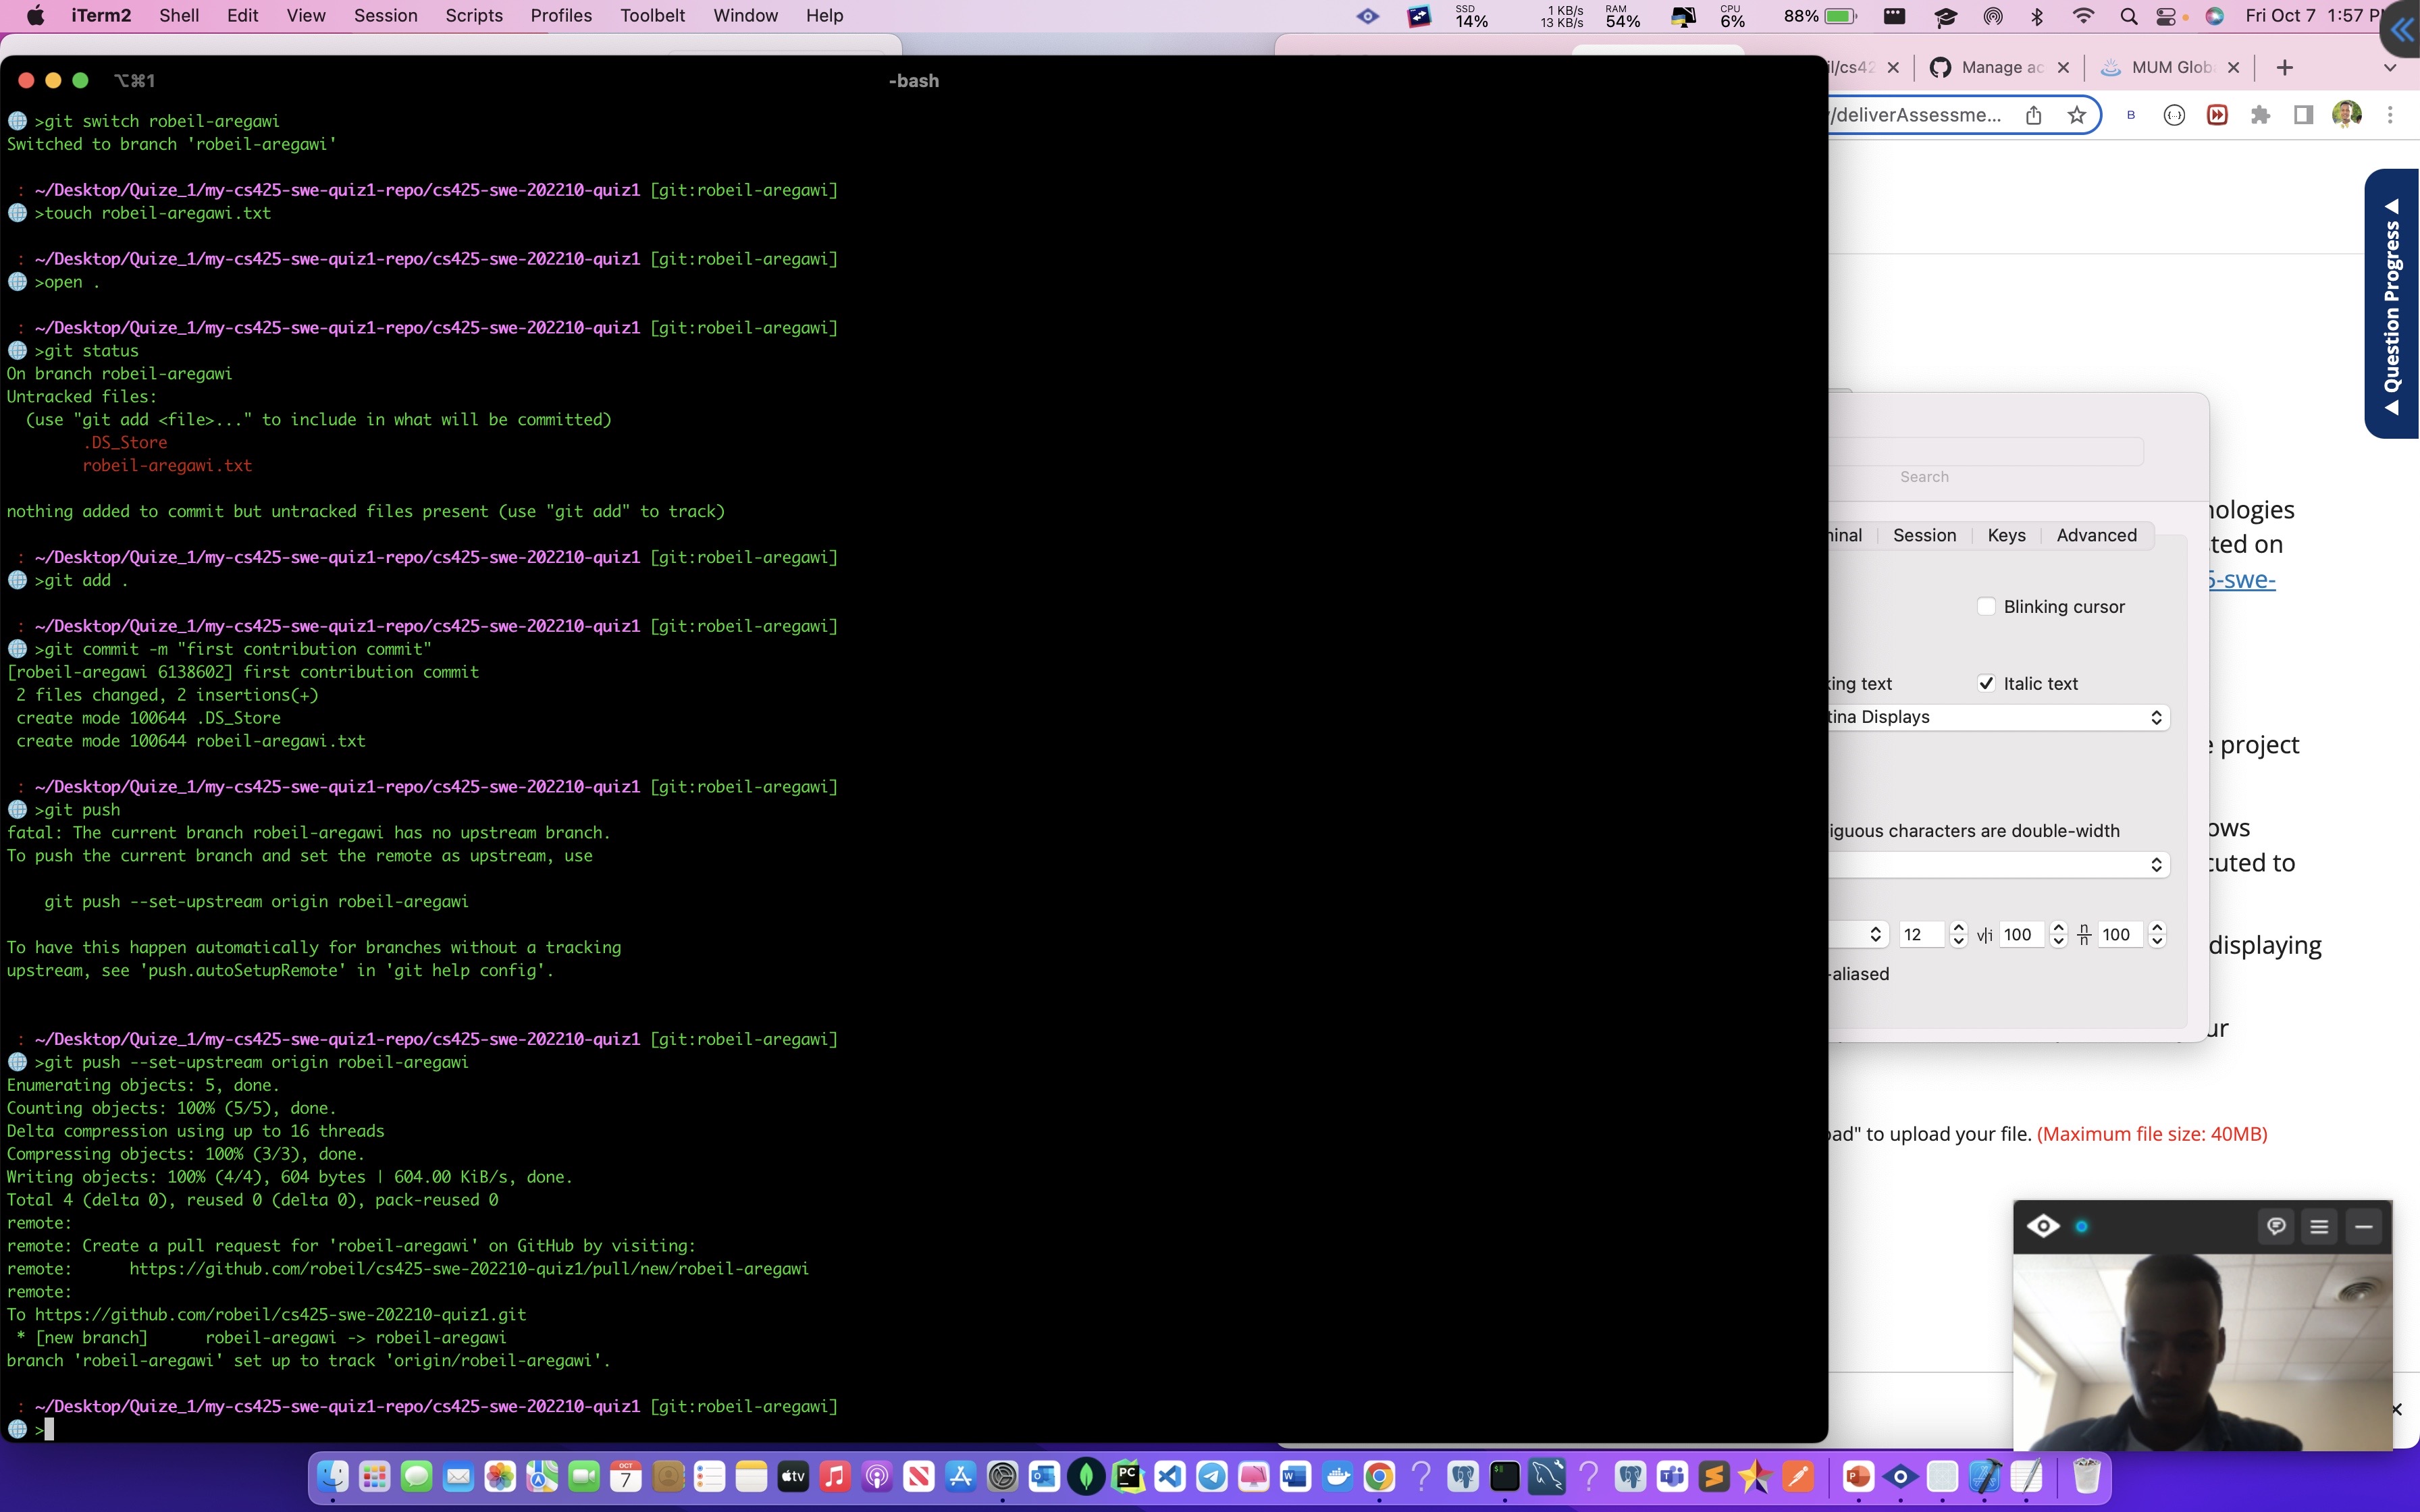 iTerm2 Shell Edit View Session Scripts Profiles Toolbelt Window Help
SSD 14% 1 KB/s 13 KB/s RAM 54% CPU 6% 88% Fri Oct 7 1:57 P
⌥⌘1 -bash
>git switch robeil-aregawi
Switched to branch 'robeil-aregawi'
: ~/Desktop/Quize_1/my-cs425-swe-quiz1-repo/cs425-swe-202210-quiz1 [git:robeil-aregawi]
>touch robeil-aregawi.txt
: ~/Desktop/Quize_1/my-cs425-swe-quiz1-repo/cs425-swe-202210-quiz1 [git:robeil-aregawi]
>open .
: ~/Desktop/Quize_1/my-cs425-swe-quiz1-repo/cs425-swe-202210-quiz1 [git:robeil-aregawi]
>git status
On branch robeil-aregawi
Untracked files:
(use "git add <file>..." to include in what will be committed)
.DS_Store
robeil-aregawi.txt
nothing added to commit but untracked files present (use "git add" to track)
: ~/Desktop/Quize_1/my-cs425-swe-quiz1-repo/cs425-swe-202210-quiz1 [git:robeil-aregawi]
>git add .
: ~/Desktop/Quize_1/my-cs425-swe-quiz1-repo/cs425-swe-202210-quiz1 [git:robeil-aregawi]
>git commit -m "first contribution commit"
[robeil-aregawi 6138602] first contribution commit
2 files changed, 2 insertions(+)
create mode 100644 .DS_Store
create mode 100644 robeil-aregawi.txt
: ~/Desktop/Quize_1/my-cs425-swe-quiz1-repo/cs425-swe-202210-quiz1 [git:robeil-aregawi]
>git push
fatal: The current branch robeil-aregawi has no upstream branch.
To push the current branch and set the remote as upstream, use
git push --set-upstream origin robeil-aregawi
To have this happen automatically for branches without a tracking
upstream, see 'push.autoSetupRemote' in 'git help config'.
: ~/Desktop/Quize_1/my-cs425-swe-quiz1-repo/cs425-swe-202210-quiz1 [git:robeil-aregawi]
>git push --set-upstream origin robeil-aregawi
Enumerating objects: 5, done.
Counting objects: 100% (5/5), done.
Delta compression using up to 16 threads
Compressing objects: 100% (3/3), done.
Writing objects: 100% (4/4), 604 bytes | 604.00 KiB/s, done.
Total 4 (delta 0), reused 0 (delta 0), pack-reused 0
remote:
remote: Create a pull request for 'robeil-aregawi' on GitHub by visiting:
remote: https://github.com/robeil/cs425-swe-202210-quiz1/pull/new/robeil-aregawi
remote:
To https://github.com/robeil/cs425-swe-202210-quiz1.git
* [new branch] robeil-aregawi -> robeil-aregawi
branch 'robeil-aregawi' set up to track 'origin/robeil-aregawi'.
: ~/Desktop/Quize_1/my-cs425-swe-quiz1-repo/cs425-swe-202210-quiz1 [git:robeil-aregawi]
>
il/cs42 Manage ac MUM Glob
/deliverAssessme... B
◀ Question Progress ◀
Search
nologies
minal Session Keys Advanced
ted on
5-swe-
Blinking cursor
king text Italic text
tina Displays
e project
iguous characters are double-width
ows
cuted to
12 v|i 100 n/n 100
displaying
-aliased
ur
oad" to upload your file. (Maximum file size: 40MB)
OCT
7
tv
PC